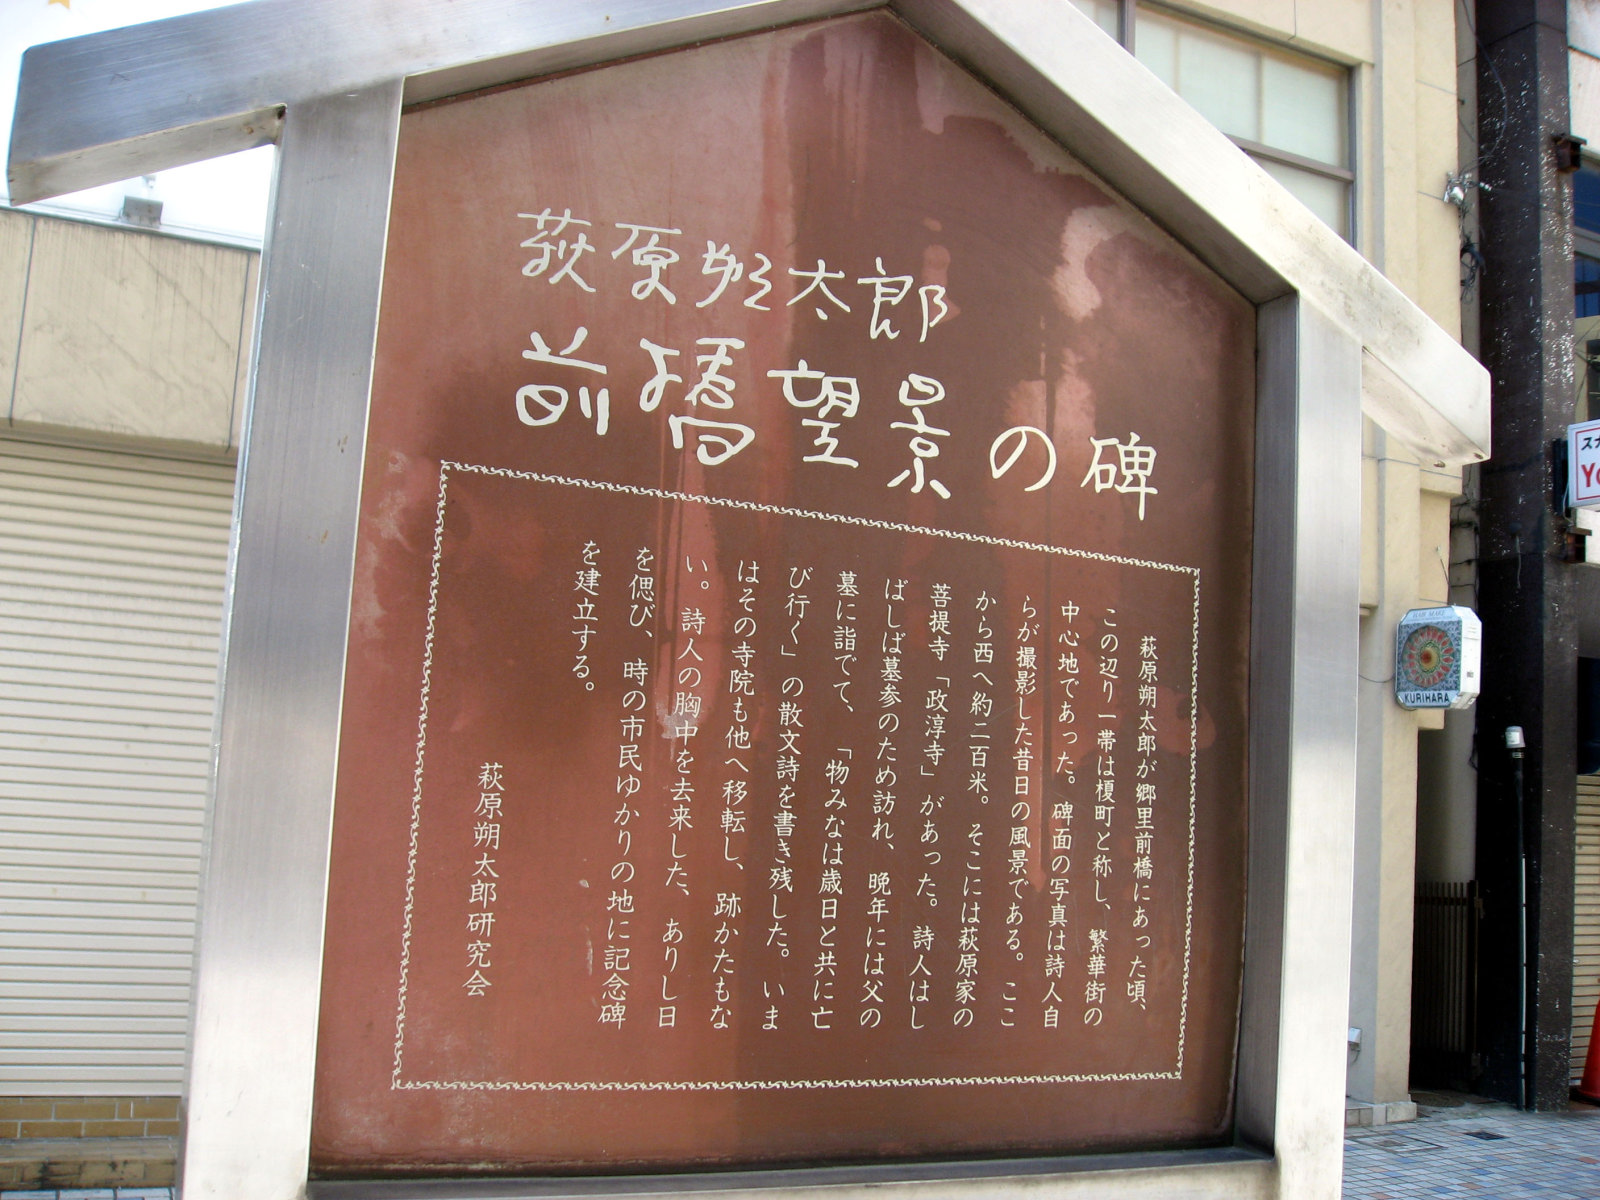 萩原朔太郎
前橋望景の碑
萩原朔太郎が郷里前橋にあった頃、
この辺り一帯は榎町と称し、繁華街の
中心地であった。碑面の写真は詩人自
らが撮影した昔日の風景である。ここ
から西へ約二百米。そこには萩原家の
菩提寺「政淳寺」があった。詩人はし
ばしば墓参のため訪れ、晩年には父の
墓に詣でて、「物みなは歳日と共に亡
び行く」の散文詩を書き残した。いま
はその寺院も他へ移転し、跡かたもな
い。詩人の胸中を去来した、ありし日
を偲び、時の市民ゆかりの地に記念碑
を建立する。
萩原朔太郎研究会
HAIR MAKE
KURIHARA
スナ
Yo